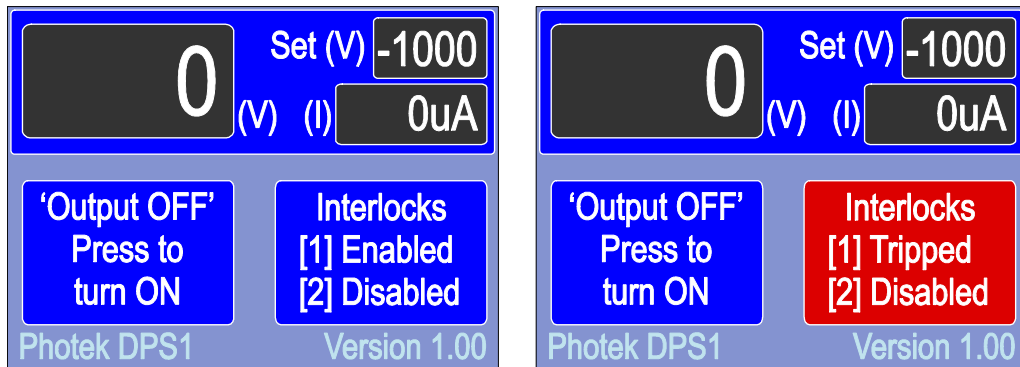 0 (V)
Set (V) -1000
(I) 0uA
'Output OFF'
Press to
turn ON
Interlocks
[1] Enabled
[2] Disabled
Photek DPS1 Version 1.00
0 (V)
Set (V) -1000
(I) 0uA
'Output OFF'
Press to
turn ON
Interlocks
[1] Tripped
[2] Disabled
Photek DPS1 Version 1.00